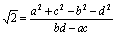 √2 = (a² + c² − b² − d²) / (bd − ac)